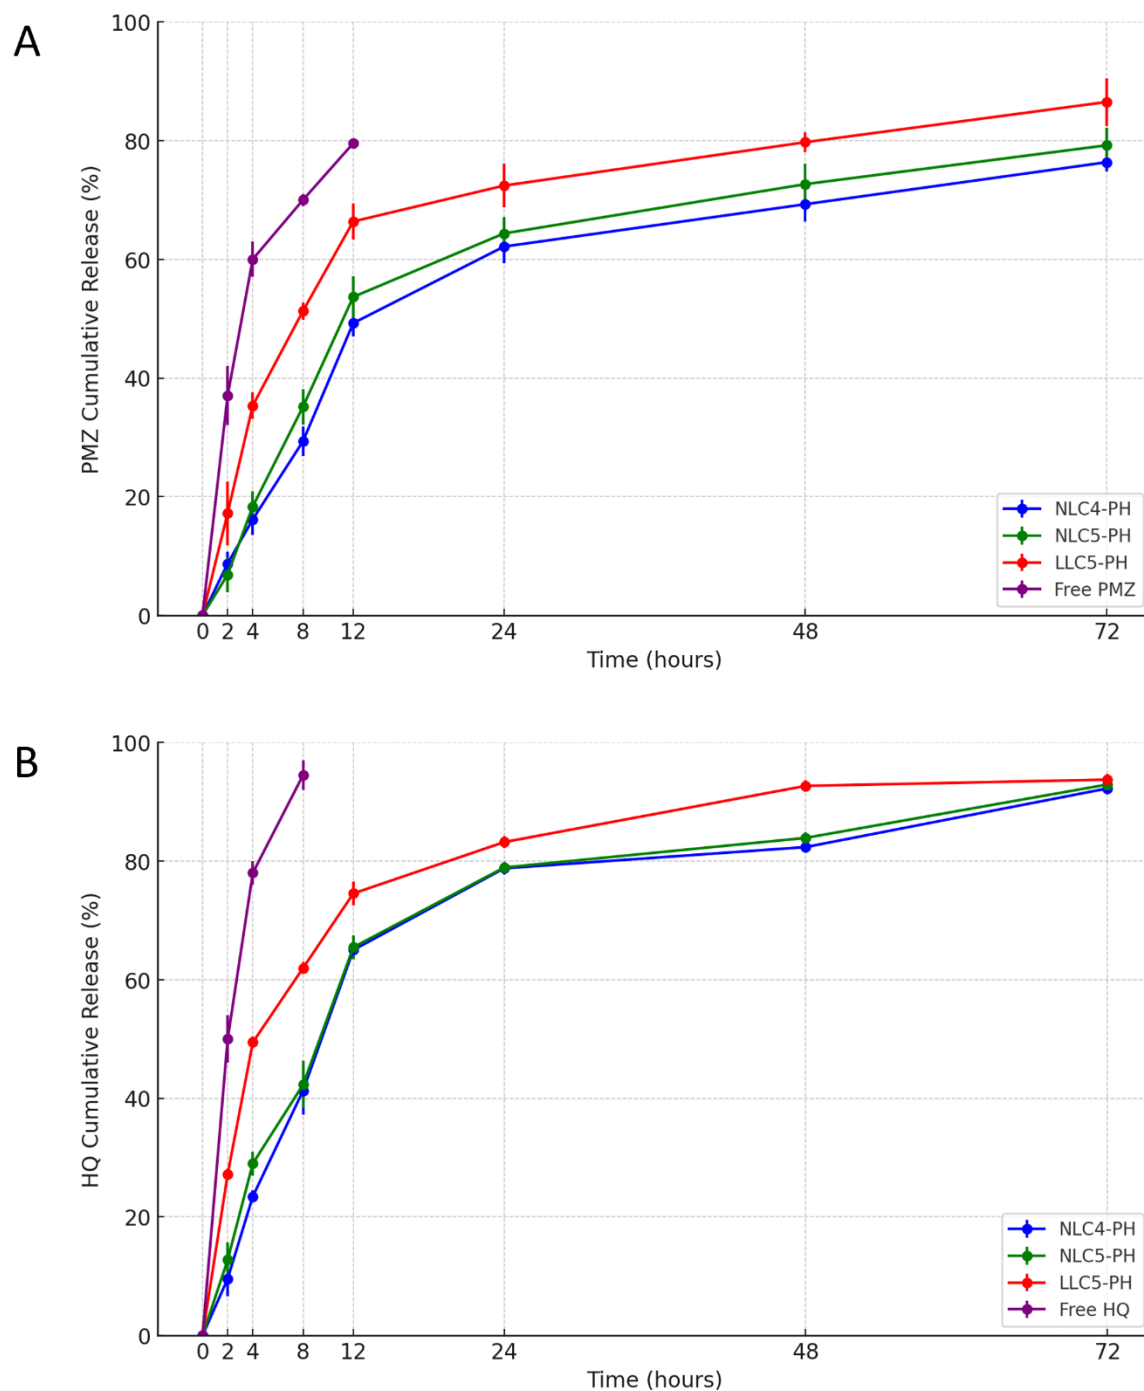 A
100
80
60
40
20
0
PMZ Cumulative Release (%)
NLC4-PH
NLC5-PH
LLC5-PH
Free PMZ
0 2 4 8 12 24 48 72
Time (hours)
B
100
80
60
40
20
0
HQ Cumulative Release (%)
NLC4-PH
NLC5-PH
LLC5-PH
Free HQ
0 2 4 8 12 24 48 72
Time (hours)